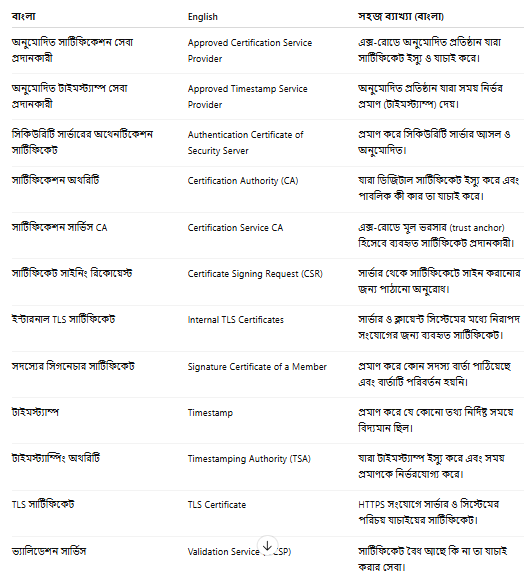 বাংলা English সহজ ব্যাখ্যা (বাংলা)
অনুমোদিত সার্টিফিকেশন সেবা Approved Certification Service এক্স-রোডে অনুমোদিত প্রতিষ্ঠান যারা
প্রদানকারী Provider সার্টিফিকেট ইস্যু ও যাচাই করে।
অনুমোদিত টাইমস্ট্যাম্প সেবা Approved Timestamp Service অনুমোদিত প্রতিষ্ঠান যারা সময় নির্ভর
প্রদানকারী Provider প্রমাণ (টাইমস্ট্যাম্প) দেয়।
সিকিউরিটি সার্ভারের অথেনটিকেশন Authentication Certificate of প্রমাণ করে সিকিউরিটি সার্ভার আসল ও
সার্টিফিকেট Security Server অনুমোদিত।
সার্টিফিকেশন অথরিটি Certification Authority (CA) যারা ডিজিটাল সার্টিফিকেট ইস্যু করে এবং
পাবলিক কী কার তা যাচাই করে।
সার্টিফিকেশন সার্ভিস CA Certification Service CA এক্স-রোডে মূল ভরসার (trust anchor)
হিসেবে ব্যবহৃত সার্টিফিকেট প্রদানকারী।
সার্টিফিকেট সাইনিং রিকোয়েস্ট Certificate Signing Request (CSR) সার্ভার থেকে সার্টিফিকেটে সাইন করানোর
জন্য পাঠানো অনুরোধ।
ইন্টারনাল TLS সার্টিফিকেট Internal TLS Certificates সার্ভার ও ক্লায়েন্ট সিস্টেমের মধ্যে নিরাপদ
সংযোগের জন্য ব্যবহৃত সার্টিফিকেট।
সদস্যের সিগনেচার সার্টিফিকেট Signature Certificate of a Member প্রমাণ করে কোন সদস্য বার্তা পাঠিয়েছে
এবং বার্তাটি পরিবর্তন হয়নি।
টাইমস্ট্যাম্প Timestamp প্রমাণ করে যে কোনো তথ্য নির্দিষ্ট সময়ে
বিদ্যমান ছিল।
টাইমস্ট্যাম্পিং অথরিটি Timestamping Authority (TSA) যারা টাইমস্ট্যাম্প ইস্যু করে এবং সময়
প্রমাণকে নির্ভরযোগ্য করে।
TLS সার্টিফিকেট TLS Certificate HTTPS সংযোগে সার্ভার ও সিস্টেমের
পরিচয় যাচাইয়ের সার্টিফিকেট।
ভ্যালিডেশন সার্ভিস Validation Service সার্টিফিকেট বৈধ আছে কি না তা যাচাই
করার সেবা।